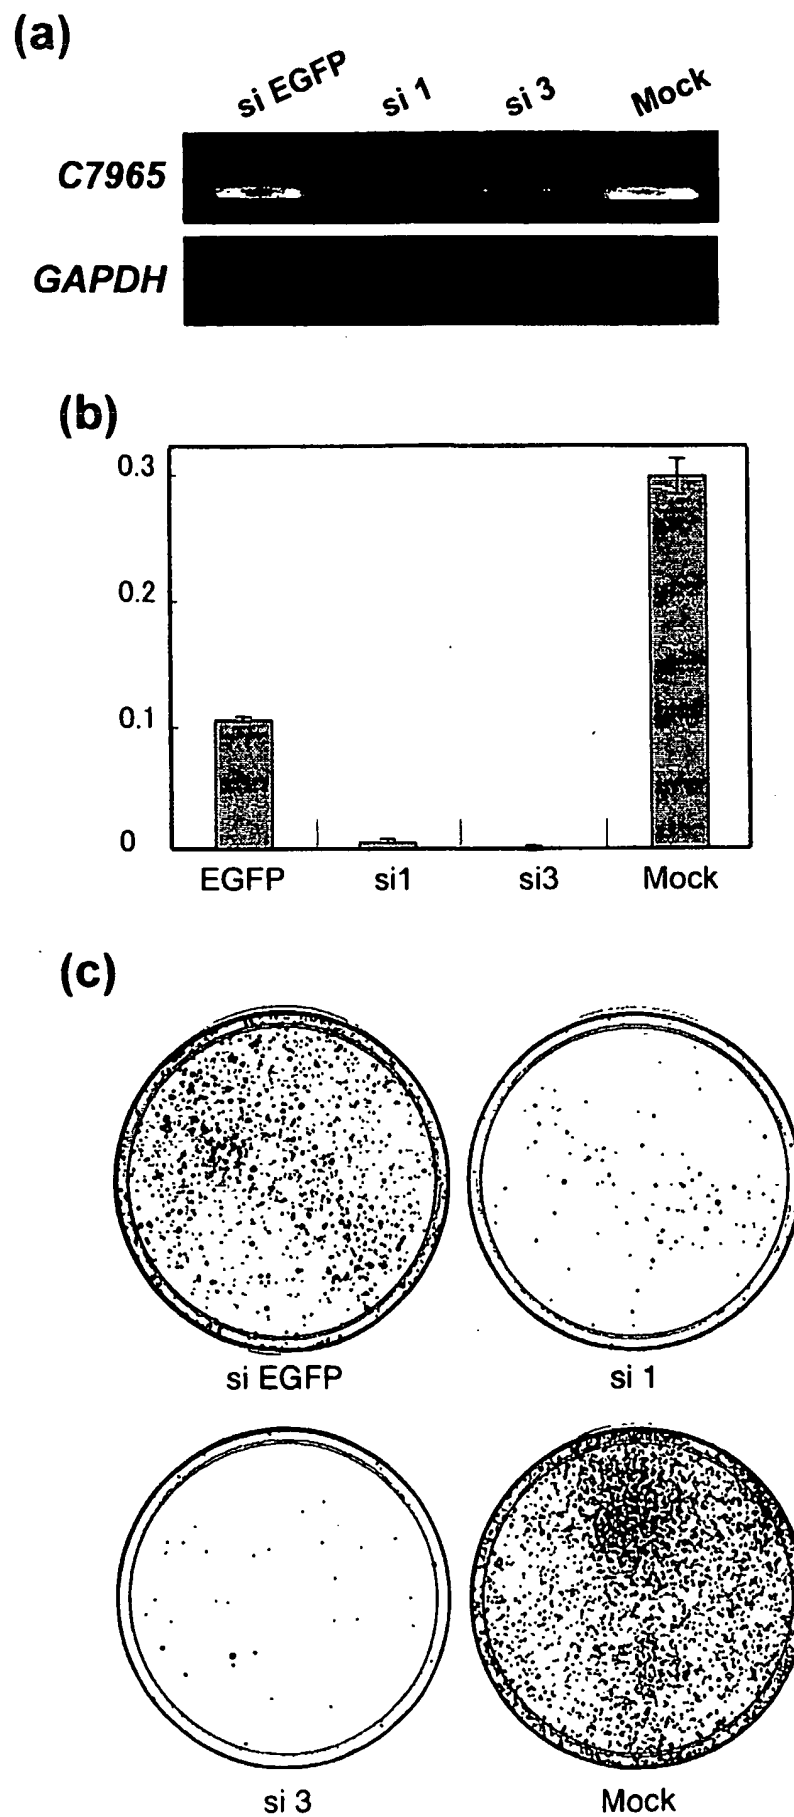 (a)
si EGFP si 1 si 3 Mock
C7965
GAPDH
(b)
0.3
0.2
0.1
0
EGFP si1 si3 Mock
(c)
si EGFP si 1
si 3 Mock